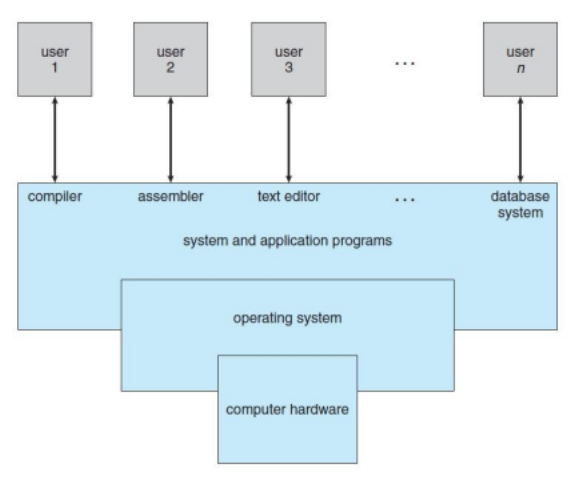 user
1
user
2
user
3
...
user
n
compiler
assembler
text editor
...
database
system
system and application programs
operating system
computer hardware